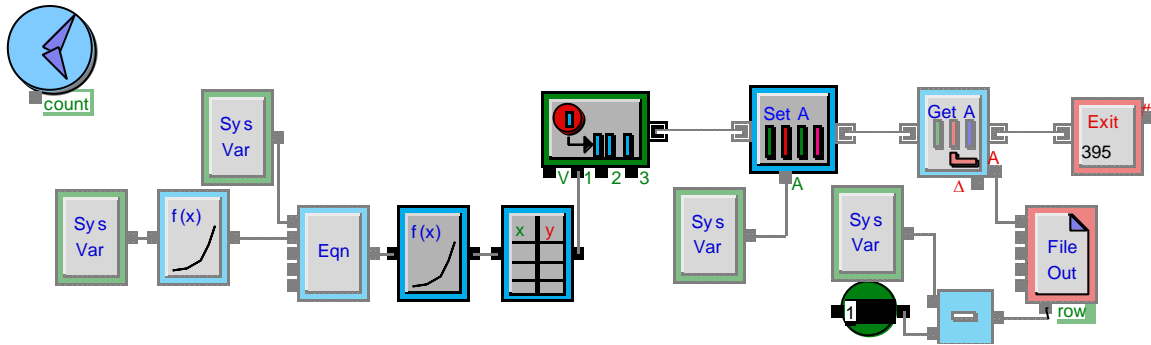 count
Sys
Var
Sys
Var
f(x)
Eqn
f(x)
x y
V 1 2 3
Set A
A
Sys
Var
Get A
A
Δ
Exit
#
395
Sys
Var
1
File
Out
row